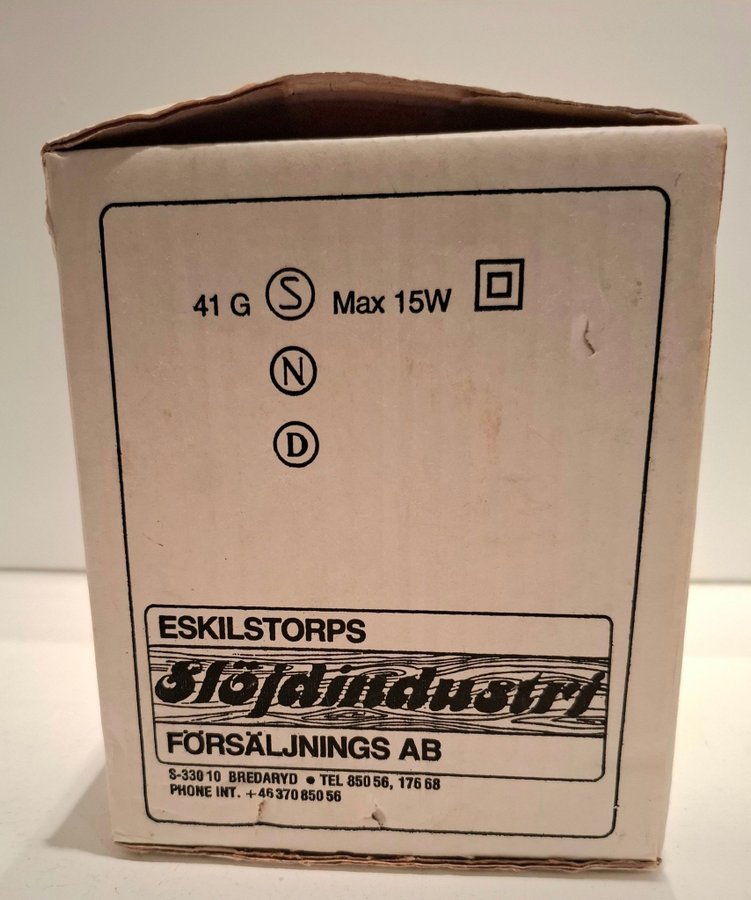 41 G Ⓢ Max 15W
Ⓝ
Ⓓ
ESKILSTORPS
Slöjdindustri
FÖRSÄLJNINGS AB
S-330 10 BREDARYD ● TEL 850 56, 176 68
PHONE INT. +46 370 850 56